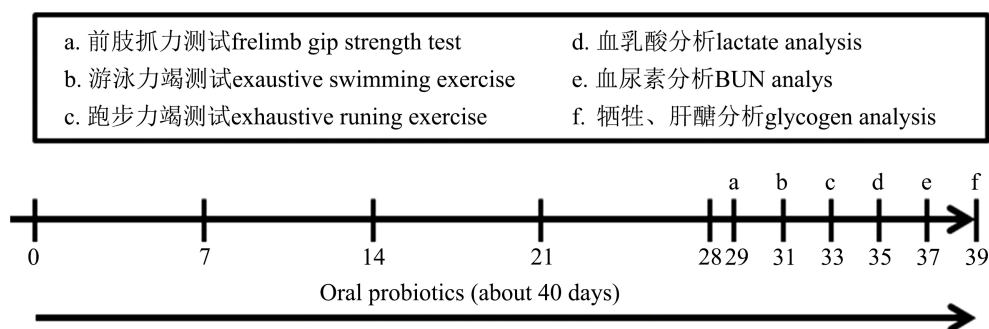 a. 前肢抓力测试frelimb gip strength test
b. 游泳力竭测试exaustive swimming exercise
c. 跑步力竭测试exhaustive runing exercise
d. 血乳酸分析lactate analysis
e. 血尿素分析BUN analys
f. 牺牲、肝醣分析glycogen analysis
a b c d e f
0 7 14 21 28 29 31 33 35 37 39
Oral probiotics (about 40 days)